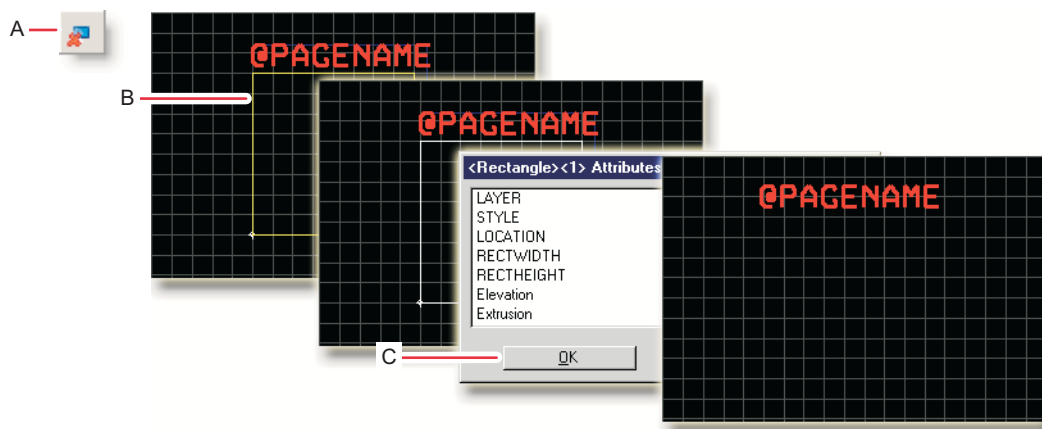 A
@PAGENAME
B
@PAGENAME
<Rectangle><1> Attributes
@PAGENAME
LAYER
STYLE
LOCATION
RECTWIDTH
RECTHEIGHT
Elevation
Extrusion
C
OK